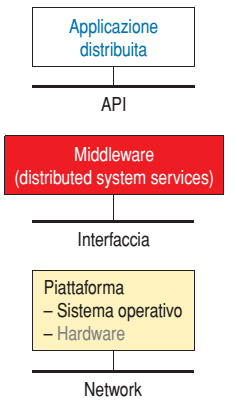 Applicazione
distribuita
API
Middleware
(distributed system services)
Interfaccia
Piattaforma
– Sistema operativo
– Hardware
Network